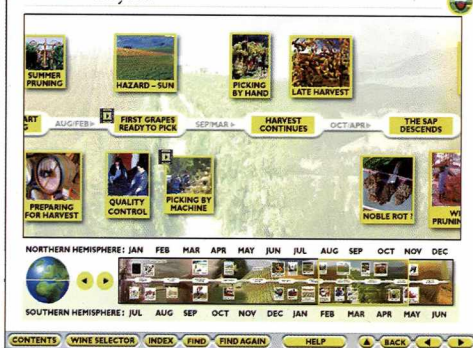 SUMMER
PRUNING
HAZARD – SUN
PICKING
BY HAND
LATE HARVEST
ART
G
AUG/FEB
FIRST GRAPES
READY TO PICK
SEP/MAR
HARVEST
CONTINUES
OCT/APR
THE SAP
DESCENDS
PREPARING
FOR HARVEST
QUALITY
CONTROL
PICKING BY
MACHINE
NOBLE ROT ?
WI
PRUNIN
NORTHERN HEMISPHERE: JAN FEB MAR APR MAY JUN JUL AUG SEP OCT NOV DEC
SOUTHERN HEMISPHERE: JUL AUG SEP OCT NOV DEC JAN FEB MAR APR MAY JUN
CONTENTS WINE SELECTOR INDEX FIND FIND AGAIN HELP BACK